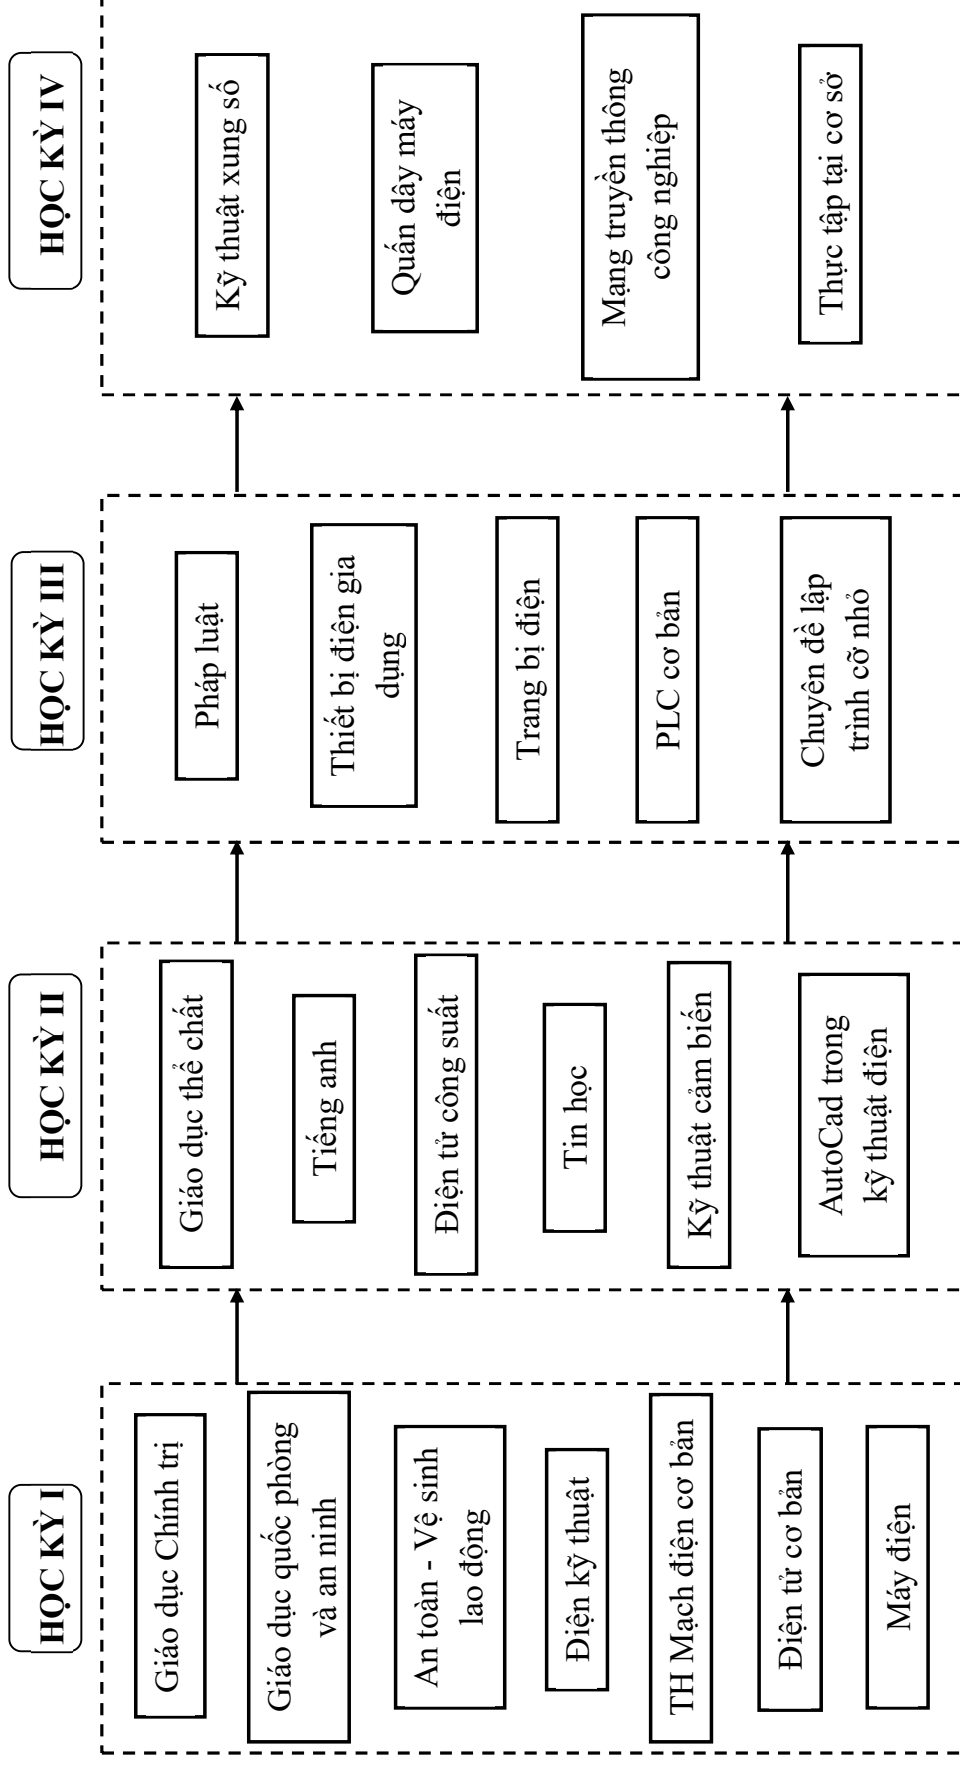 HỌC KỲ I
Giáo dục Chính trị
Giáo dục quốc phòng
và an ninh
An toàn - Vệ sinh
lao động
Điện kỹ thuật
TH Mạch điện cơ bản
Điện tử cơ bản
Máy điện
HỌC KỲ II
Giáo dục thể chất
Tiếng anh
Điện tử công suất
Tin học
Kỹ thuật cảm biến
AutoCad trong
kỹ thuật điện
HỌC KỲ III
Pháp luật
Thiết bị điện gia
dụng
Trang bị điện
PLC cơ bản
Chuyên đề lập
trình cỡ nhỏ
HỌC KỲ IV
Kỹ thuật xung số
Quấn dây máy
điện
Mạng truyền thông
công nghiệp
Thực tập tại cơ sở